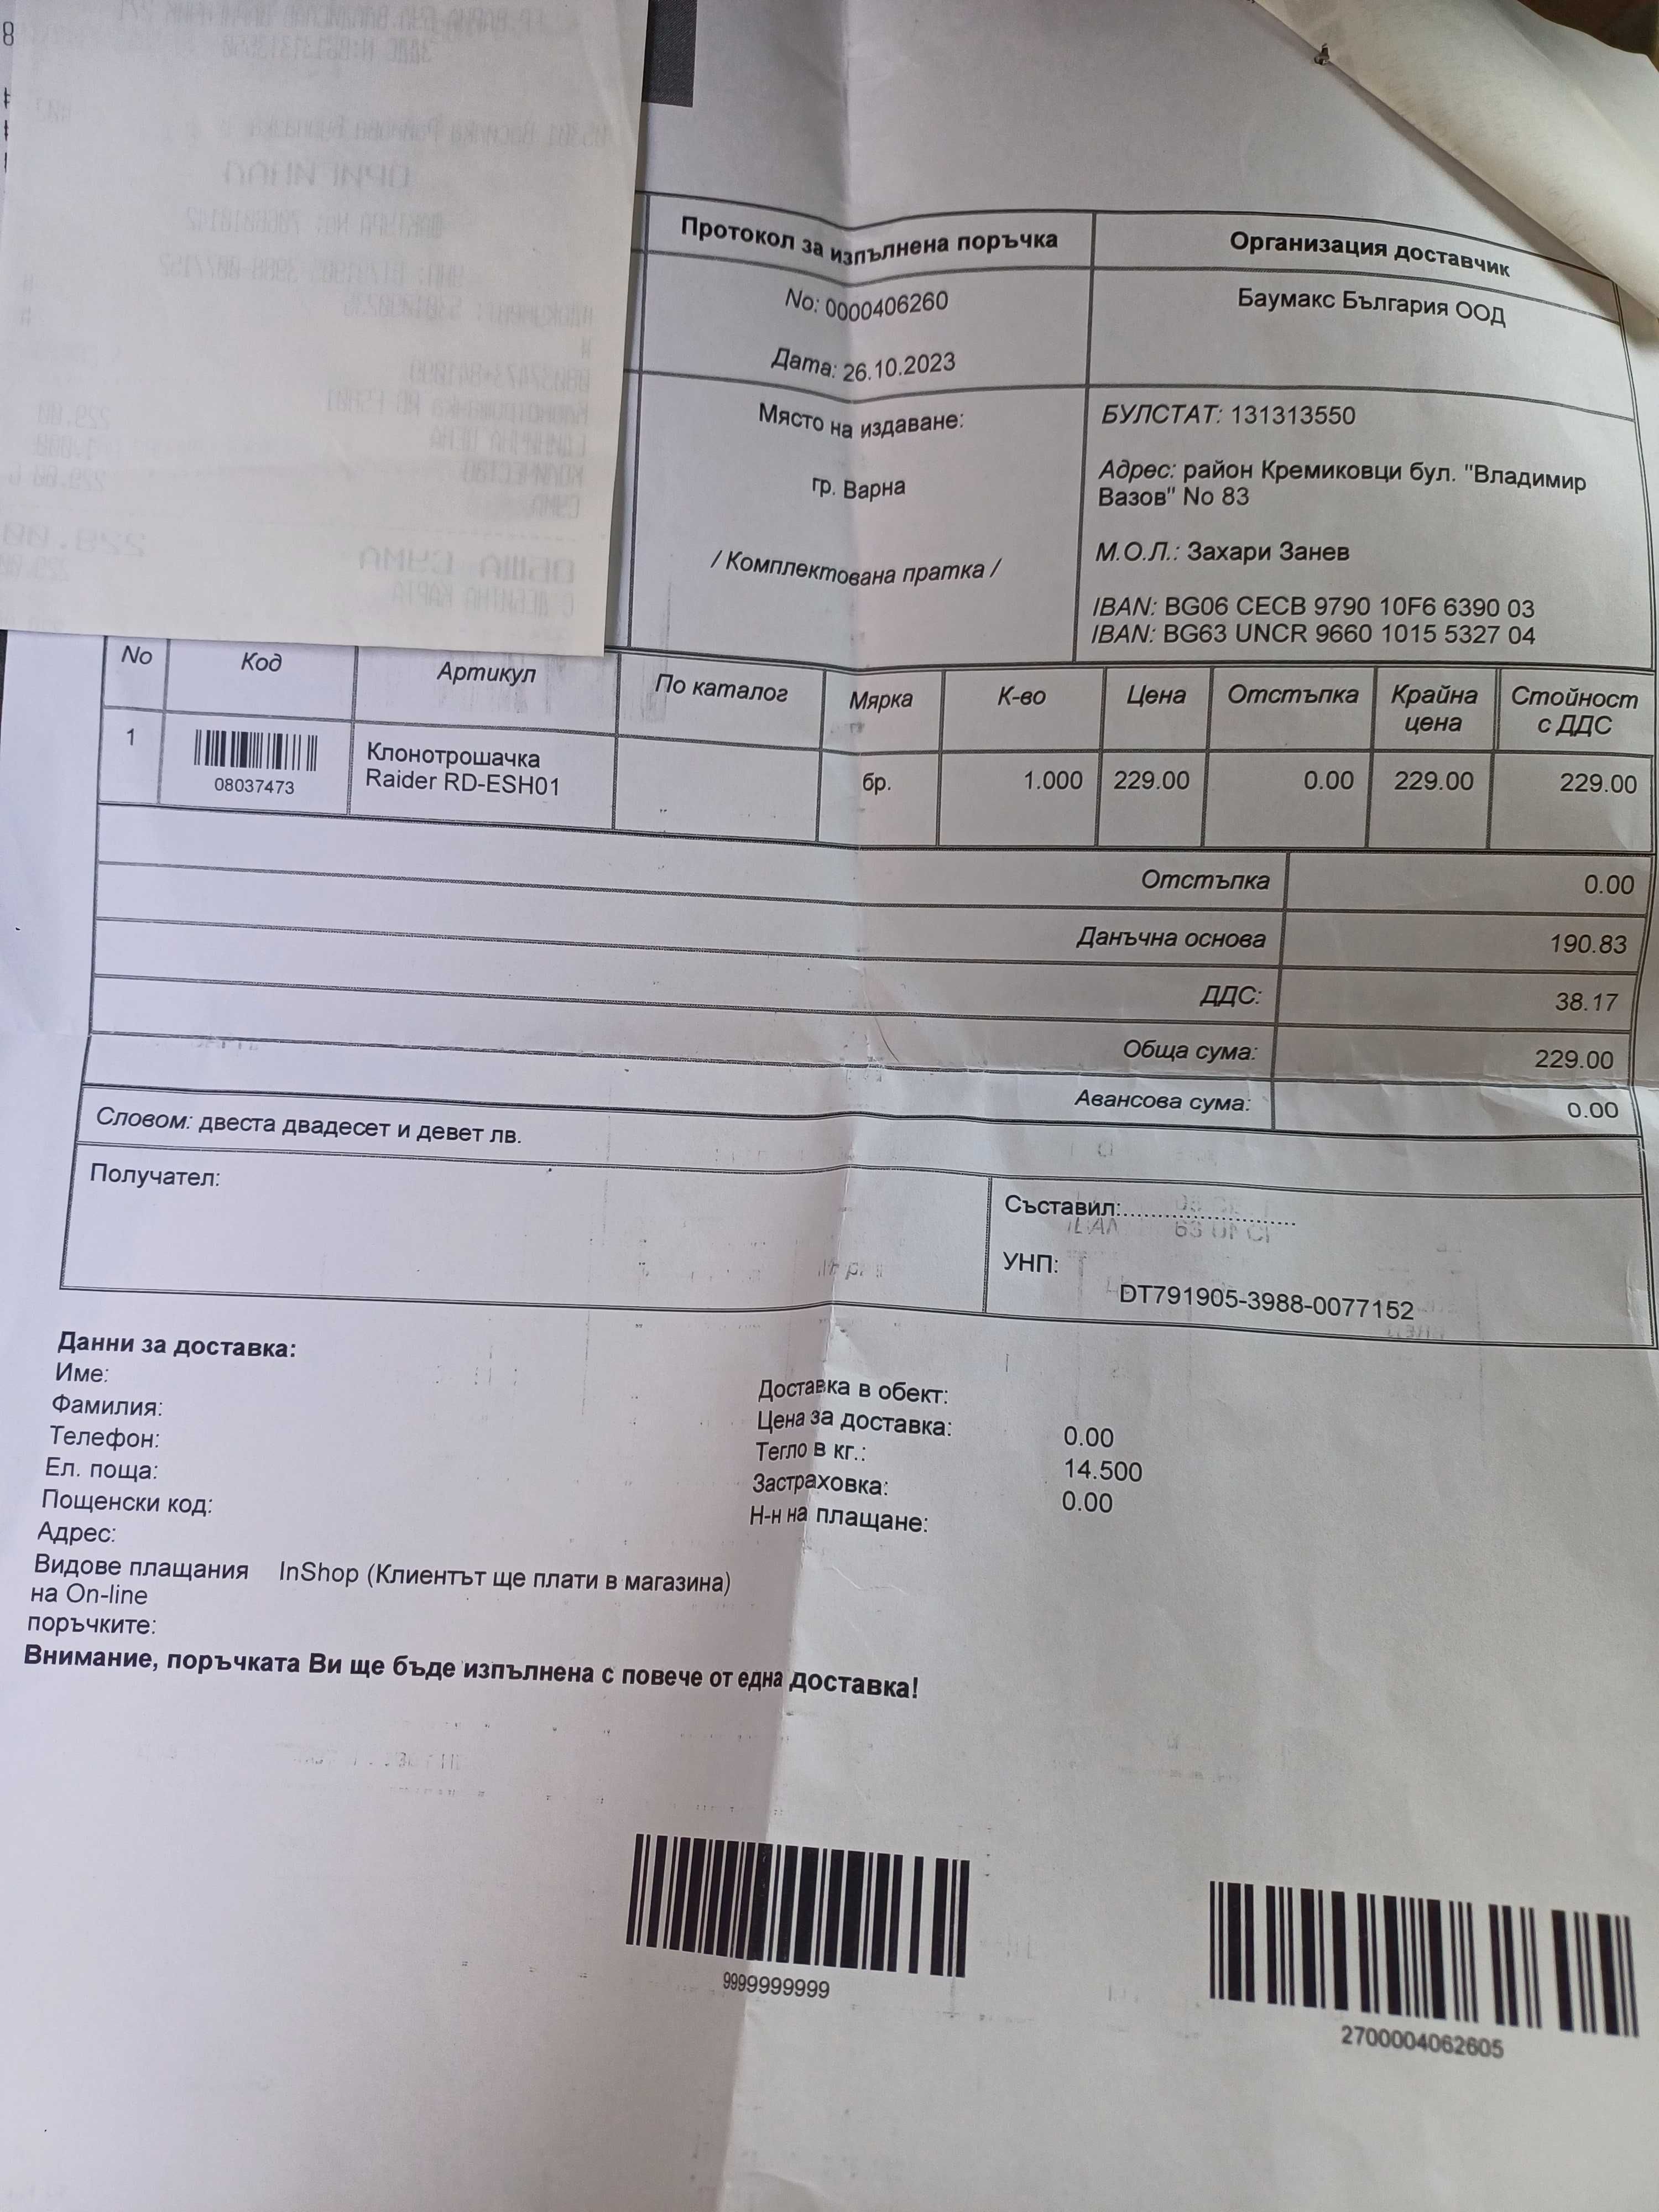 Протокол за изпълнена поръчка
Организация доставчик
No: 0000406260
Дата: 26.10.2023
Баумакс България ООД
Място на издаване:
гр. Варна
/ Комплектована пратка /
БУЛСТАТ: 131313550
Адрес: район Кремиковци бул. "Владимир
Вазов" No 83
М.О.Л.: Захари Занев
IBAN: BG06 CECB 9790 10F6 6390 03
IBAN: BG63 UNCR 9660 1015 5327 04
No Код Артикул По каталог Мярка К-во Цена Отстъпка Крайна цена Стойност с ДДС
1 08037473 Клонотрошачка Raider RD-ESH01 бр. 1.000 229.00 0.00 229.00 229.00
Отстъпка 0.00
Данъчна основа 190.83
ДДС: 38.17
Обща сума: 229.00
Авансова сума: 0.00
Словом: двеста двадесет и девет лв.
Получател:
Съставил:..........................
УНП:
DT791905-3988-0077152
Данни за доставка:
Име:
Фамилия:
Телефон:
Ел. поща:
Пощенски код:
Адрес:
Видове плащания InShop (Клиентът ще плати в магазина)
на On-line
поръчките:
Доставка в обект:
Цена за доставка: 0.00
Тегло в кг.: 14.500
Застраховка: 0.00
Н-н на плащане:
Внимание, поръчката Ви ще бъде изпълнена с повече от една доставка!
9999999999
2700004062605